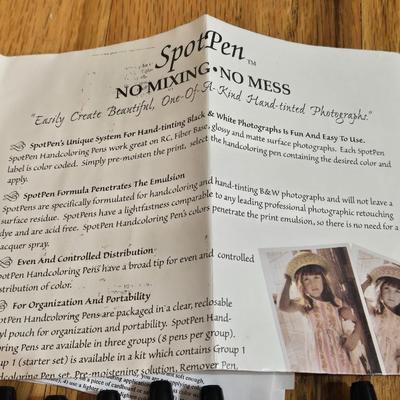 SpotPen™
NO MIXING • NO MESS
"Easily Create Beautiful, One-Of-A-Kind Hand-tinted Photographs."
SpotPen's Unique System For Hand-tinting Black & White Photographs Is Fun And Easy To Use.
SpotPen Handcoloring Pens work great on RC, Fiber Base, glossy and matte surface photographs. Each SpotPen
label is color coded. Simply pre-moisten the print, select the handcoloring pen containing the desired color and
apply.
SpotPen Formula Penetrates The Emulsion
SpotPens are specifically formulated for handcoloring and hand-tinting B&W photographs and will not leave a
surface residue. SpotPens have a lightfastness comparable to any leading professional photographic retouching
dye and are acid free. SpotPen Handcoloring Pen's colors penetrate the print emulsion, so there is no need for a
lacquer spray.
Even And Controlled Distribution
SpotPen Handcoloring Pens have a broad tip for even and controlled
distribution of color.
For Organization And Portability
SpotPen Handcoloring Pens are packaged in a clear, reclosable
vinyl pouch for organization and portability. SpotPen Hand-
coloring Pens are available in three groups (8 pens per group).
Group 1 (starter set) is available in a kit which contains Group 1
Handcoloring Pen set, Pre-moistening solution, Remover Pen,